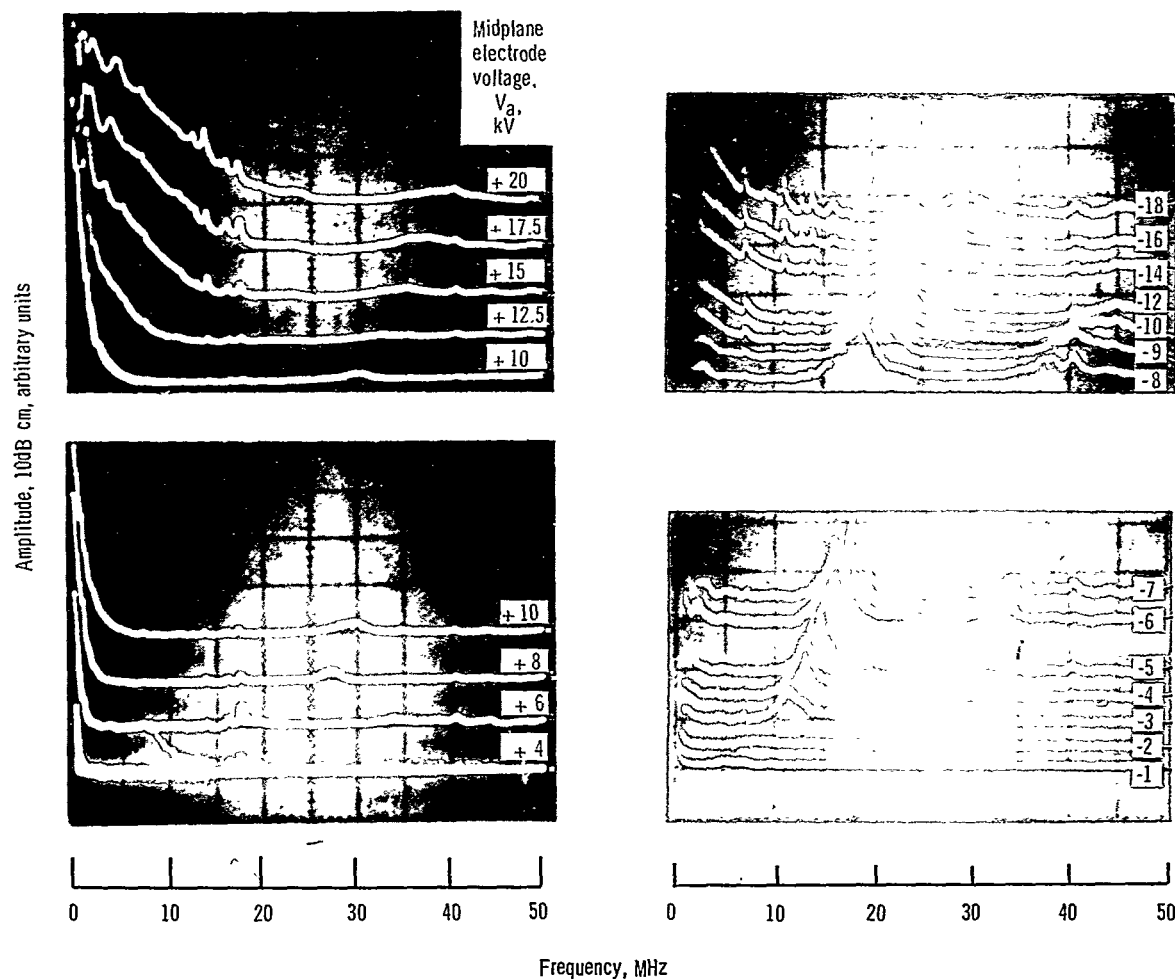 Midplane
electrode
voltage,
Va,
kV
+ 20
+ 17.5
+ 15
+ 12.5
+ 10
-18
-16
-14
-12
-10
-9
-8
Amplitude, 10dB cm, arbitrary units
+ 10
+ 8
+ 6
+ 4
-7
-6
-5
-4
-3
-2
-1
0 10 20 30 40 50
0 10 20 30 40 50
Frequency, MHz